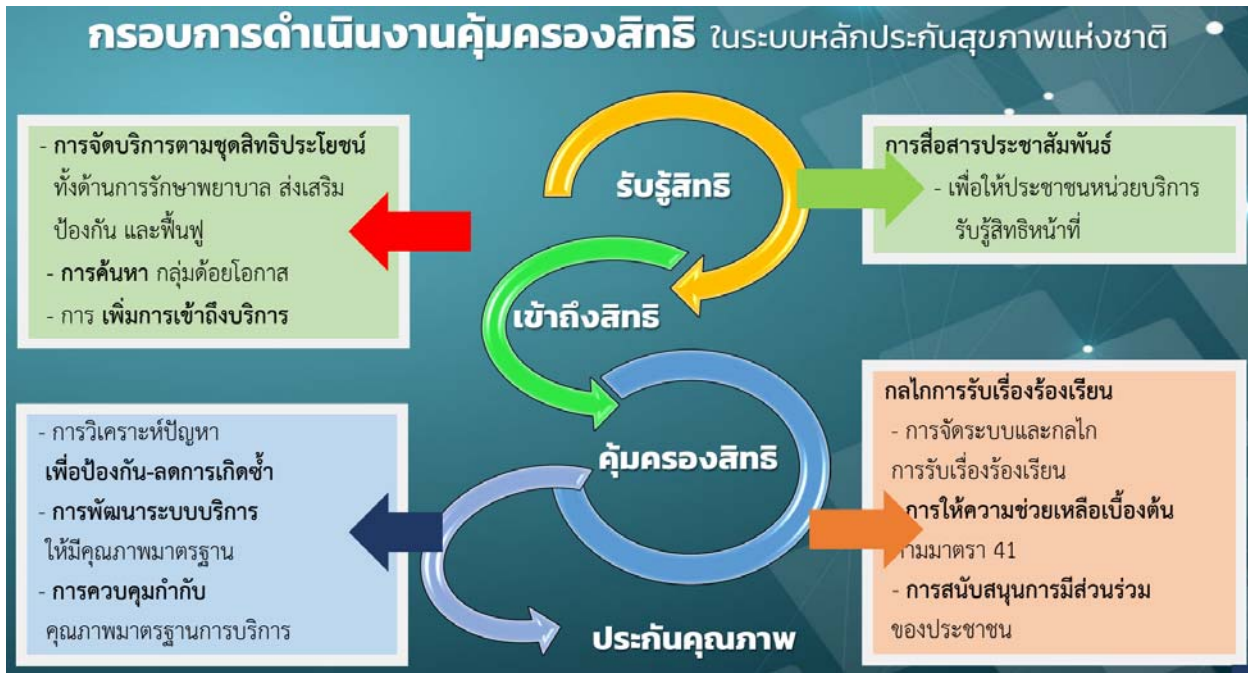 กรอบการดำเนินงานคุ้มครองสิทธิ ในระบบหลักประกันสุขภาพแห่งชาติ
- การจัดบริการตามชุดสิทธิประโยชน์
ทั้งด้านการรักษาพยาบาล ส่งเสริม
ป้องกัน และฟื้นฟู
- การค้นหา กลุ่มด้อยโอกาส
- การ เพิ่มการเข้าถึงบริการ
รับรู้สิทธิ
การสื่อสารประชาสัมพันธ์
- เพื่อให้ประชาชนหน่วยบริการ
รับรู้สิทธิหน้าที่
เข้าถึงสิทธิ
- การวิเคราะห์ปัญหา
เพื่อป้องกัน-ลดการเกิดซ้ำ
- การพัฒนาระบบบริการ
ให้มีคุณภาพมาตรฐาน
- การควบคุมกำกับ
คุณภาพมาตรฐานการบริการ
คุ้มครองสิทธิ
กลไกการรับเรื่องร้องเรียน
- การจัดระบบและกลไก
การรับเรื่องร้องเรียน
การให้ความช่วยเหลือเบื้องต้น
ตามมาตรา 41
- การสนับสนุนการมีส่วนร่วม
ของประชาชน
ประกันคุณภาพ